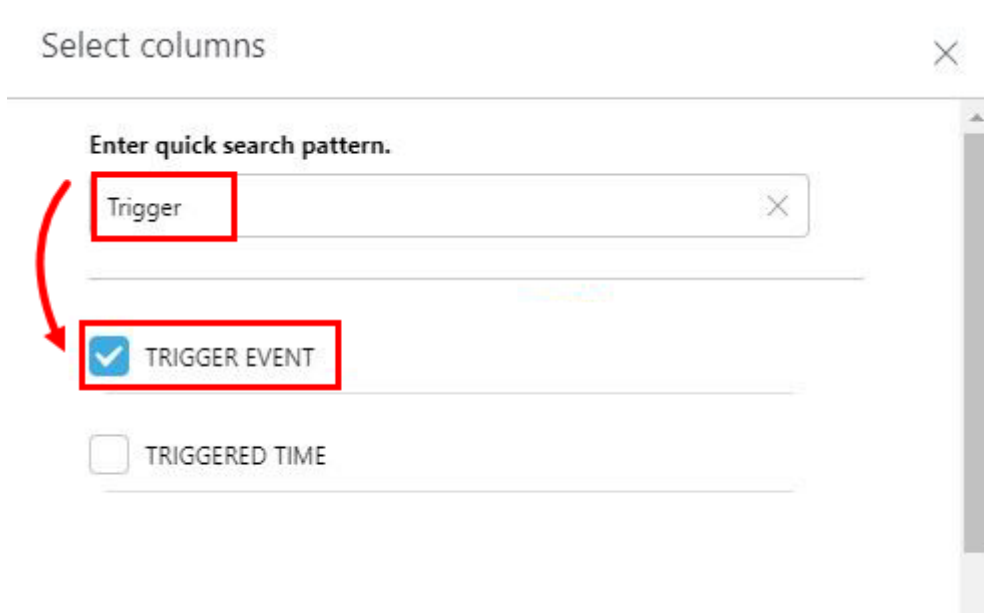 Select columns
Enter quick search pattern.
Trigger
TRIGGER EVENT
TRIGGERED TIME